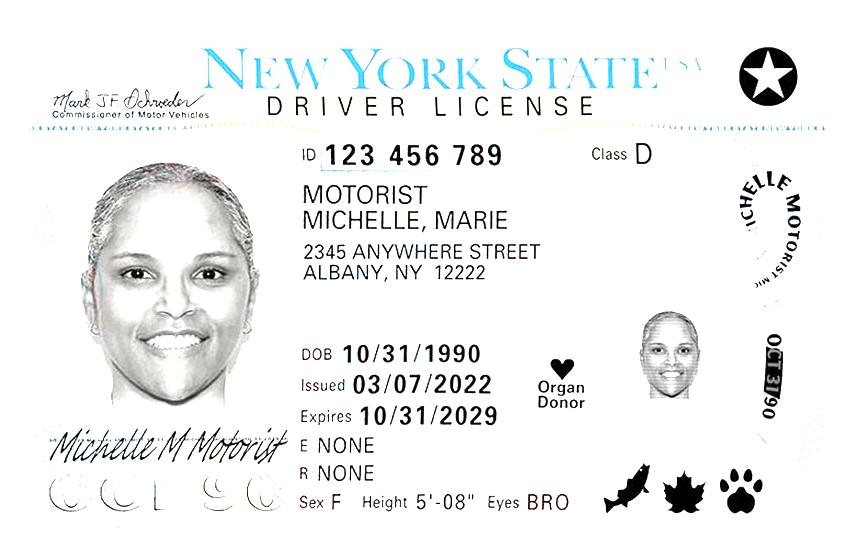 NEW YORK STATE USA
DRIVER LICENSE
Mark JF Schroeder
Commissioner of Motor Vehicles
ID 123 456 789
Class D
MOTORIST
MICHELLE, MARIE
2345 ANYWHERE STREET
ALBANY, NY 12222
ICHELLE MOTORIST MIC
DOB 10/31/1990
Issued 03/07/2022
Expires 10/31/2029
Organ
Donor
OCT 31/90
Michelle M Motorist
E NONE
R NONE
Sex F Height 5'-08" Eyes BRO
OCT 90